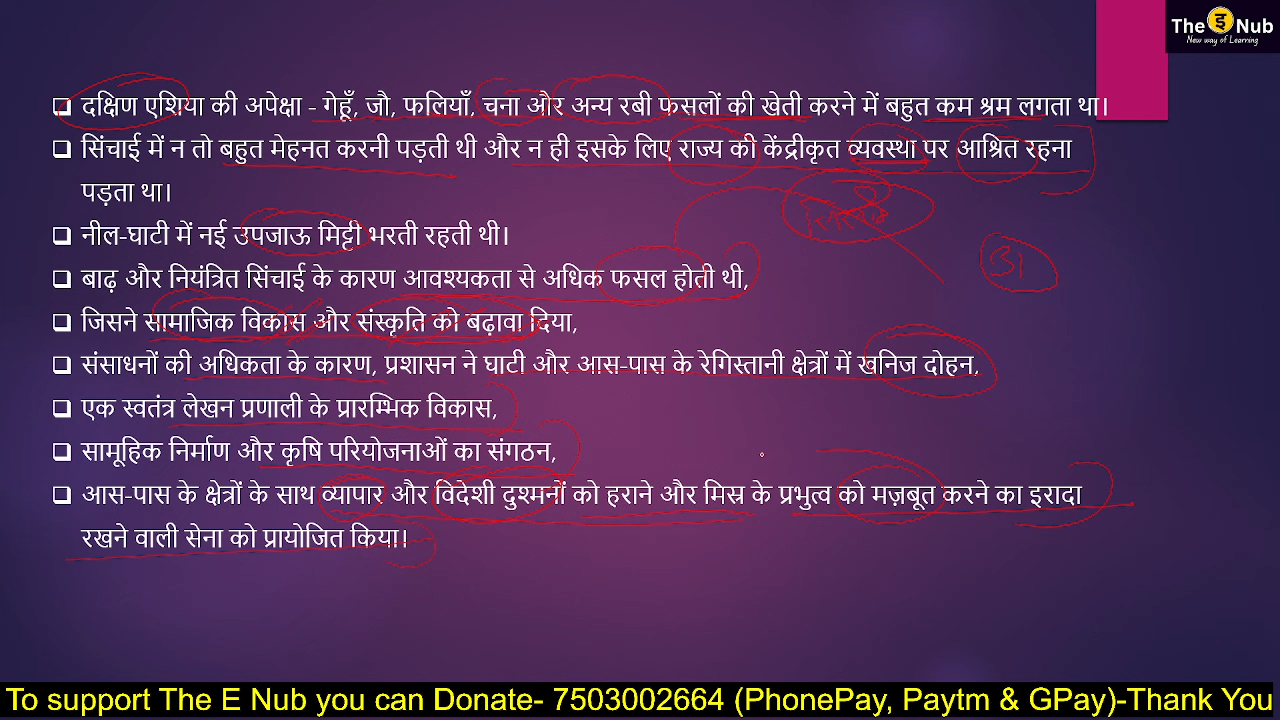 The इ Nub
New way of Learning
❑ दक्षिण एशिया की अपेक्षा - गेहूँ, जौ, फलियाँ, चना और अन्य रबी फसलों की खेती करने में बहुत कम श्रम लगता था।
❑ सिंचाई में न तो बहुत मेहनत करनी पड़ती थी और न ही इसके लिए राज्य की केंद्रीकृत व्यवस्था पर आश्रित रहना
पड़ता था।
❑ नील-घाटी में नई उपजाऊ मिट्टी भरती रहती थी।
❑ बाढ़ और नियंत्रित सिंचाई के कारण आवश्यकता से अधिक फसल होती थी,
❑ जिसने सामाजिक विकास और संस्कृति को बढ़ावा दिया,
❑ संसाधनों की अधिकता के कारण, प्रशासन ने घाटी और आस-पास के रेगिस्तानी क्षेत्रों में खनिज दोहन,
❑ एक स्वतंत्र लेखन प्रणाली के प्रारम्भिक विकास,
❑ सामूहिक निर्माण और कृषि परियोजनाओं का संगठन,
❑ आस-पास के क्षेत्रों के साथ व्यापार और विदेशी दुश्मनों को हराने और मिस्र के प्रभुत्व को मज़बूत करने का इरादा
रखने वाली सेना को प्रायोजित किया।
To support The E Nub you can Donate- 7503002664 (PhonePay, Paytm & GPay)-Thank You